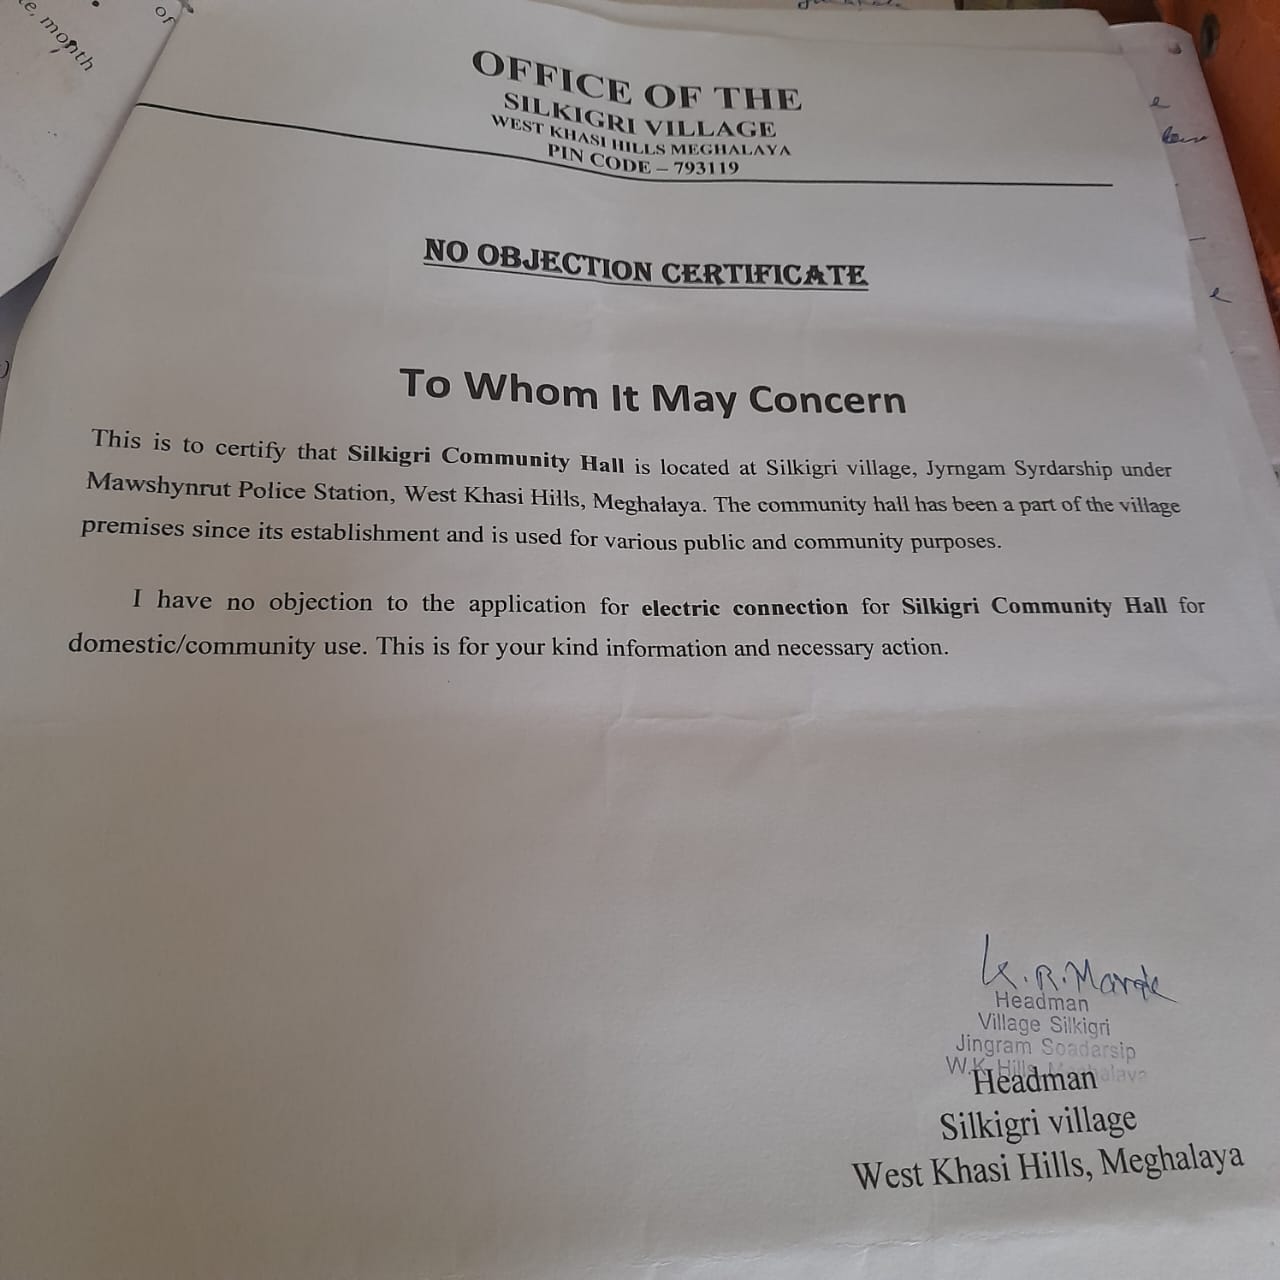 e, month
of
OFFICE OF THE
SILKIGRI VILLAGE
WEST KHASI HILLS MEGHALAYA
PIN CODE – 793119
NO OBJECTION CERTIFICATE
To Whom It May Concern
This is to certify that Silkigri Community Hall is located at Silkigri village, Jyrngam Syrdarship under
Mawshynrut Police Station, West Khasi Hills, Meghalaya. The community hall has been a part of the village
premises since its establishment and is used for various public and community purposes.
I have no objection to the application for electric connection for Silkigri Community Hall for
domestic/community use. This is for your kind information and necessary action.
K. R. Marak
Headman
Village Silkigri
Jingram Soadarsip
W.K. Hills Meghalaya
Headman
Silkigri village
West Khasi Hills, Meghalaya